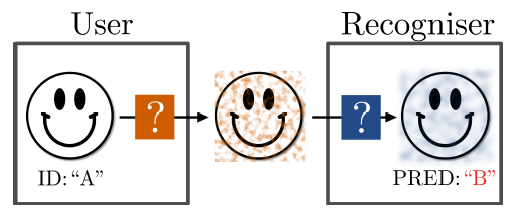 User
Recogniser
?
?
ID: “A”
PRED: “B”